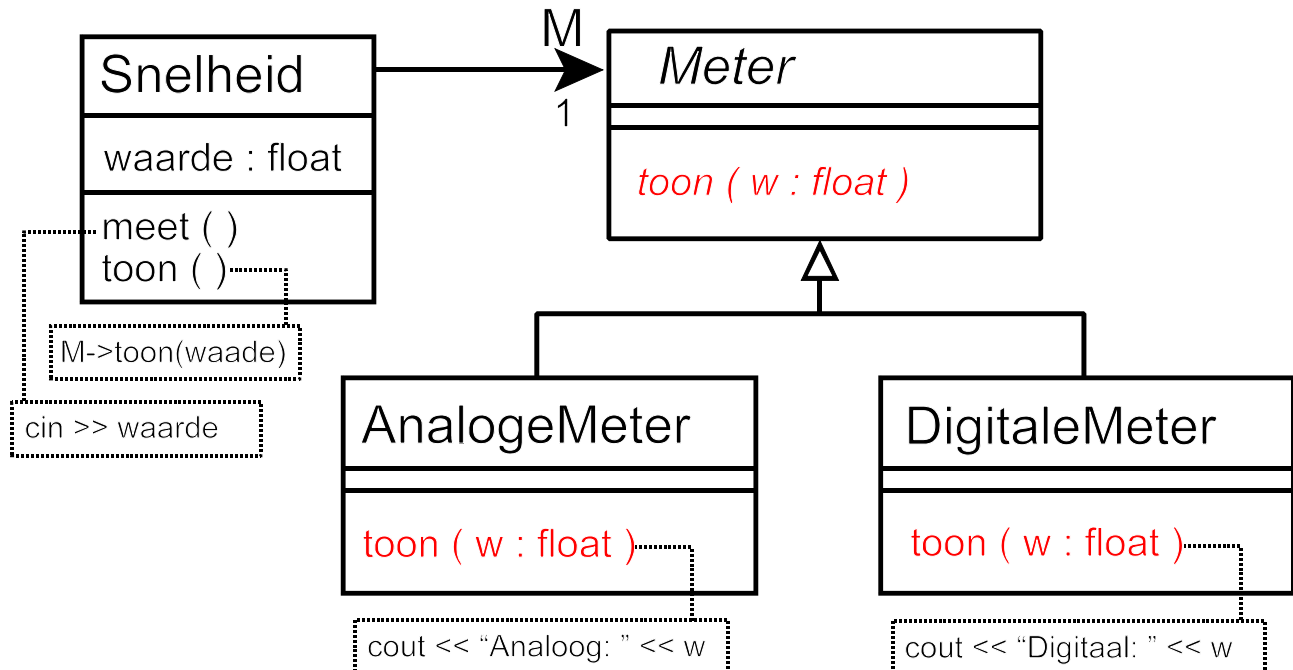 Snelheid
waarde : float
meet ( )
toon ( )
M->toon(waade)
cin >> waarde
M
1
Meter
toon ( w : float )
AnalogeMeter
toon ( w : float )
cout << “Analoog: ” << w
DigitaleMeter
toon ( w : float )
cout << “Digitaal: ” << w